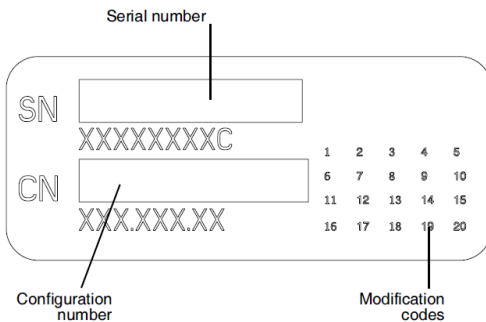 Serial number
SN
XXXXXXXXC
CN
XXX.XXX.XX
1 2 3 4 5
6 7 8 9 10
11 12 13 14 15
16 17 18 19 20
Configuration
number
Modification
codes